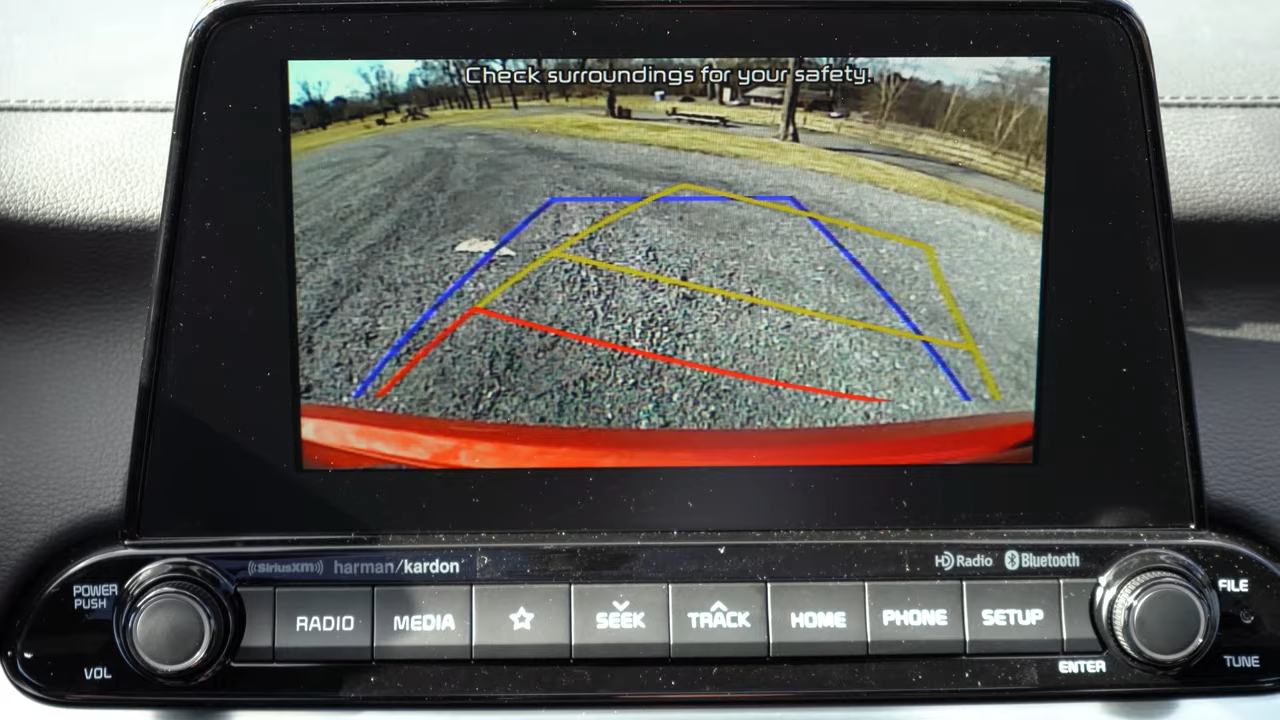 Check surroundings for your safety.
((SiriusXM)) harman/kardon
HD Radio Bluetooth
POWER
PUSH
VOL
RADIO MEDIA SEEK TRACK HOME PHONE SETUP
ENTER
FILE
TUNE